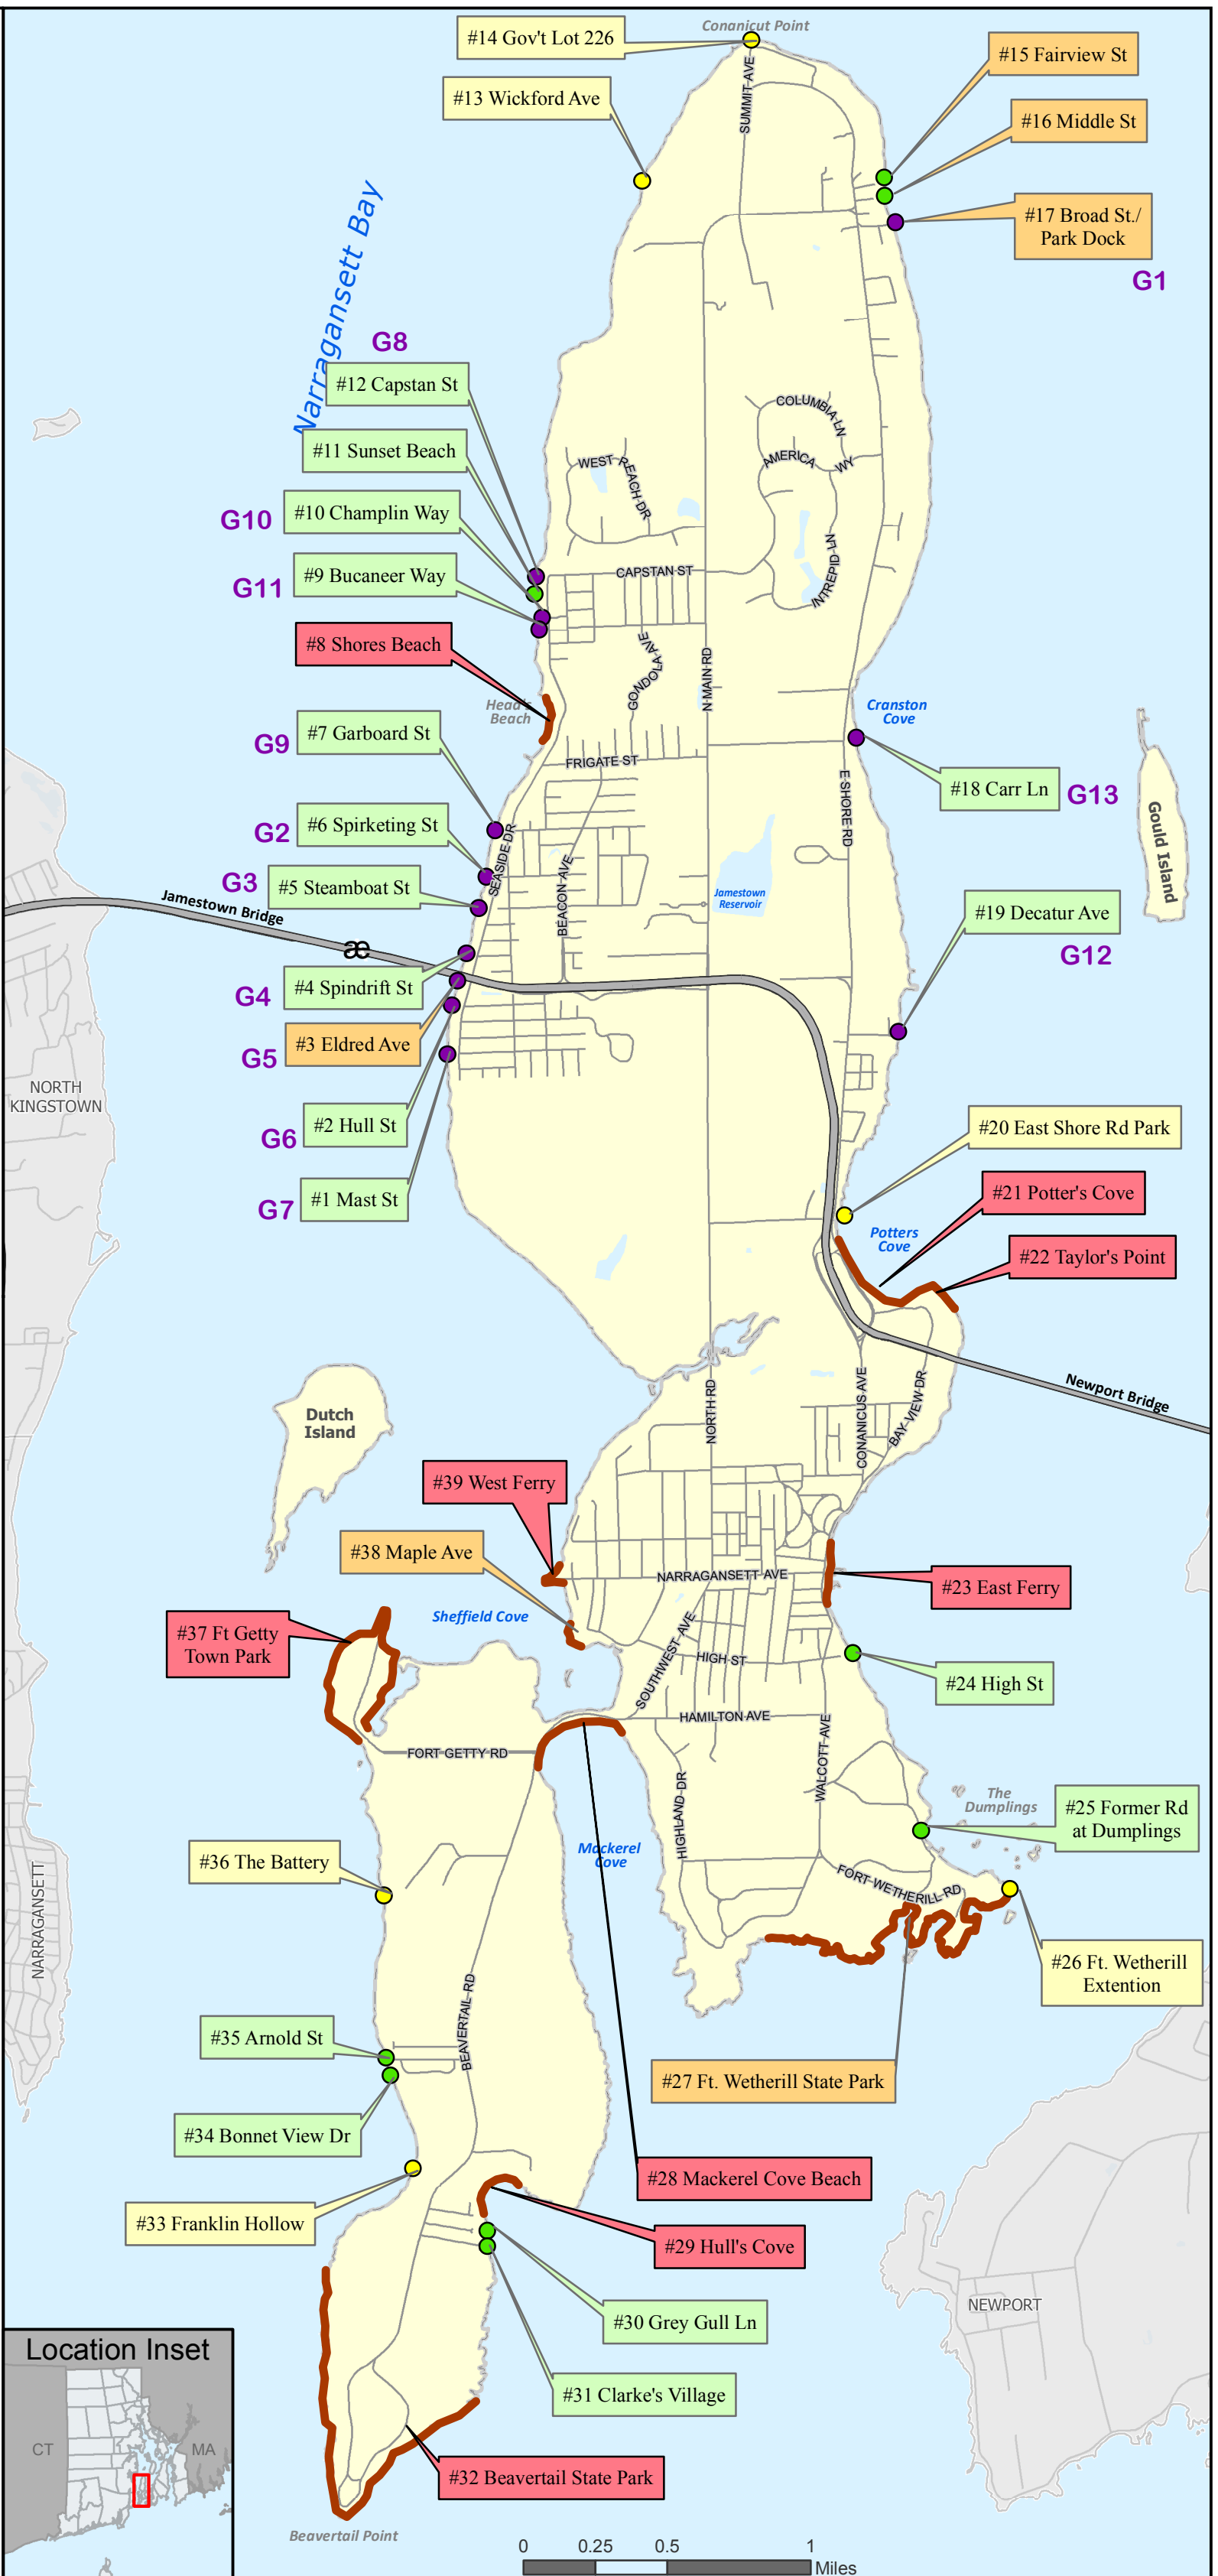 Conanicut Point
#14 Gov't Lot 226
#15 Fairview St
#13 Wickford Ave
SUMMIT AVE
#16 Middle St
#17 Broad St./
Park Dock
G1
Narragansett Bay
G8
#12 Capstan St
COLUMBIA LN
#11 Sunset Beach
WEST REACH DR
AMERICA WY
G10
#10 Champlin Way
INTREPID LN
G11
#9 Bucaneer Way
CAPSTAN ST
#8 Shores Beach
GONDOLA AVE
N MAIN RD
Head's
Beach
Cranston
Cove
G9
#7 Garboard St
FRIGATE ST
#18 Carr Ln
G13
E SHORE RD
Gould Island
G2
#6 Spirketing St
SEASIDE DR
BEACON AVE
G3
#5 Steamboat St
Jamestown
Reservoir
Jamestown Bridge
æ
#19 Decatur Ave
G12
G4
#4 Spindrift St
G5
#3 Eldred Ave
NORTH
KINGSTOWN
G6
#2 Hull St
#20 East Shore Rd Park
G7
#1 Mast St
#21 Potter's Cove
Potters
Cove
#22 Taylor's Point
Newport Bridge
Dutch
Island
NORTH RD
CONANICUS AVE
BAY VIEW DR
#39 West Ferry
#38 Maple Ave
NARRAGANSETT AVE
#23 East Ferry
Sheffield Cove
#37 Ft Getty
Town Park
SOUTHWEST AVE
HIGH ST
#24 High St
HAMILTON AVE
FORT GETTY RD
WALCOTT AVE
HIGHLAND DR
The
Dumplings
#25 Former Rd
at Dumplings
Mackerel
Cove
#36 The Battery
FORT WETHERILL RD
NARRAGANSETT
#26 Ft. Wetherill
Extention
BEAVERTAIL RD
#35 Arnold St
#27 Ft. Wetherill State Park
#34 Bonnet View Dr
#28 Mackerel Cove Beach
#33 Franklin Hollow
#29 Hull's Cove
NEWPORT
#30 Grey Gull Ln
Location Inset
#31 Clarke's Village
CT
MA
#32 Beavertail State Park
Beavertail Point
0 0.25 0.5 1
Miles